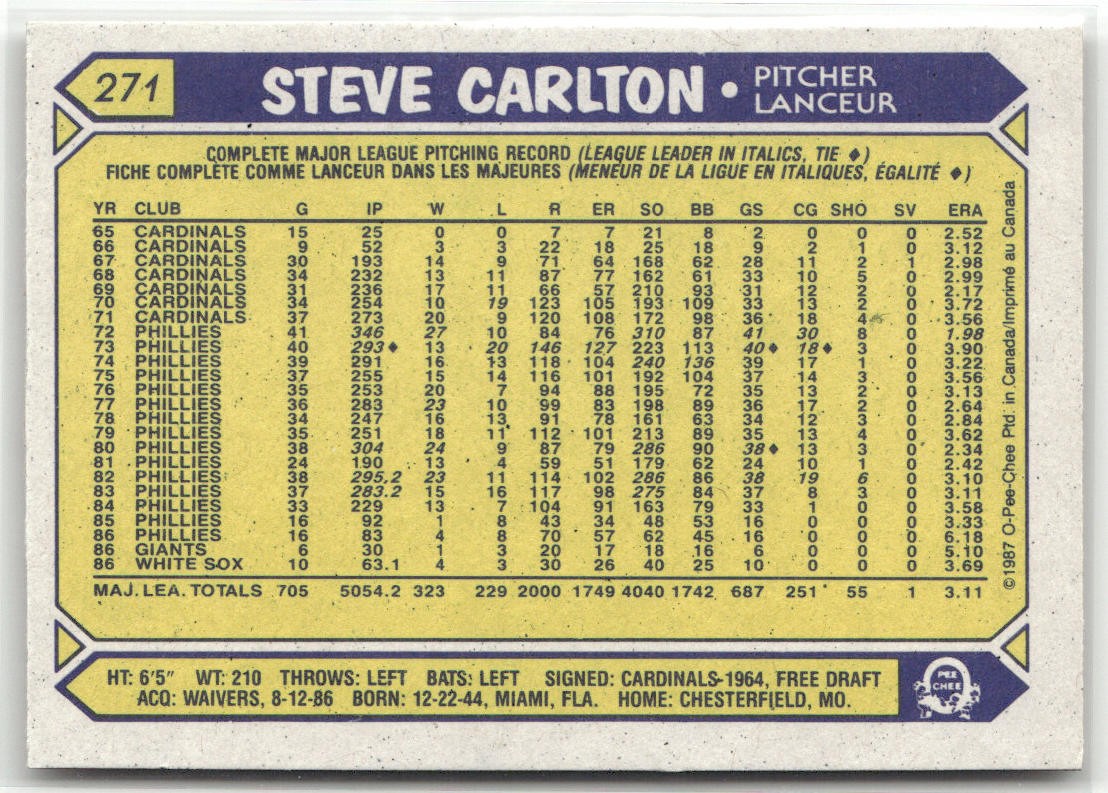 271 STEVE CARLTON • PITCHER
LANCEUR
COMPLETE MAJOR LEAGUE PITCHING RECORD (LEAGUE LEADER IN ITALICS, TIE ♦)
FICHE COMPLÈTE COMME LANCEUR DANS LES MAJEURES (MENEUR DE LA LIGUE EN ITALIQUES, ÉGALITÉ ♦)
YR CLUB G IP W L R ER SO BB GS CG SHO SV ERA
65 CARDINALS 15 25 0 0 7 7 21 8 2 0 0 0 2.52
66 CARDINALS 9 52 3 3 22 18 25 18 9 2 1 0 3.12
67 CARDINALS 30 193 14 9 71 64 168 62 28 11 2 1 2.98
68 CARDINALS 34 232 13 11 87 77 162 61 33 10 5 0 2.99
69 CARDINALS 31 236 17 11 66 57 210 93 31 12 2 0 2.17
70 CARDINALS 34 254 10 19 123 105 193 109 33 13 2 0 3.72
71 CARDINALS 37 273 20 9 120 108 172 98 36 18 4 0 3.56
72 PHILLIES 41 346 27 10 84 76 310 87 41 30 8 0 1.98
73 PHILLIES 40 293♦ 13 20 146 127 223 113 40♦ 18♦ 3 0 3.90
74 PHILLIES 39 291 16 13 118 104 240 136 39 17 1 0 3.22
75 PHILLIES 37 255 15 14 116 101 192 104 37 14 3 0 3.56
76 PHILLIES 35 253 20 7 94 88 195 72 35 13 2 0 3.13
77 PHILLIES 36 283 23 10 99 83 198 89 36 17 2 0 2.64
78 PHILLIES 34 247 16 13 91 78 161 63 34 12 3 0 2.84
79 PHILLIES 35 251 18 11 112 101 213 89 35 13 4 0 3.62
80 PHILLIES 38 304 24 9 87 79 286 90 38♦ 13 3 0 2.34
81 PHILLIES 24 190 13 4 59 51 179 62 24 10 1 0 2.42
82 PHILLIES 38 295.2 23 11 114 102 286 86 38 19 6 0 3.10
83 PHILLIES 37 283.2 15 16 117 98 275 84 37 8 3 0 3.11
84 PHILLIES 33 229 13 7 104 91 163 79 33 1 0 0 3.58
85 PHILLIES 16 92 1 8 43 34 48 53 16 0 0 0 3.33
86 PHILLIES 16 83 4 8 70 57 62 45 16 0 0 0 6.18
86 GIANTS 6 30 1 3 20 17 18 16 6 0 0 0 5.10
86 WHITE SOX 10 63.1 4 3 30 26 40 25 10 0 0 0 3.69
MAJ. LEA. TOTALS 705 5054.2 323 229 2000 1749 4040 1742 687 251 55 1 3.11
©1987 O-Pee-Chee Ptd. in Canada/Imprimé au Canada
HT: 6'5" WT: 210 THROWS: LEFT BATS: LEFT SIGNED: CARDINALS-1964, FREE DRAFT
ACQ: WAIVERS, 8-12-86 BORN: 12-22-44, MIAMI, FLA. HOME: CHESTERFIELD, MO.
PEE
CHEE